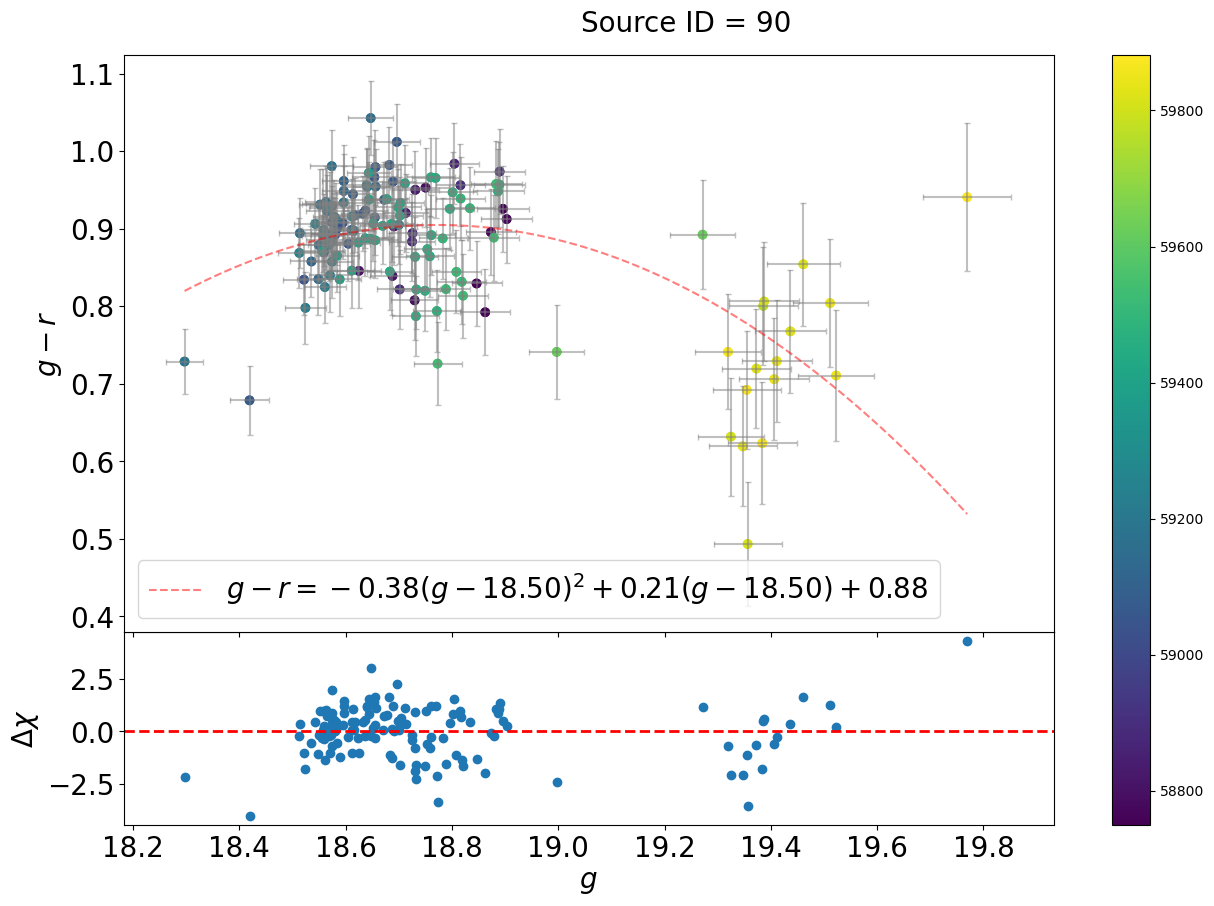 Source ID = 90
1.1
1.0
0.9
0.8
0.7
0.6
0.5
0.4
g − r
g − r = −0.38(g − 18.50)² + 0.21(g − 18.50) + 0.88
2.5
0.0
−2.5
Δχ
18.2 18.4 18.6 18.8 19.0 19.2 19.4 19.6 19.8
g
59800
59600
59400
59200
59000
58800